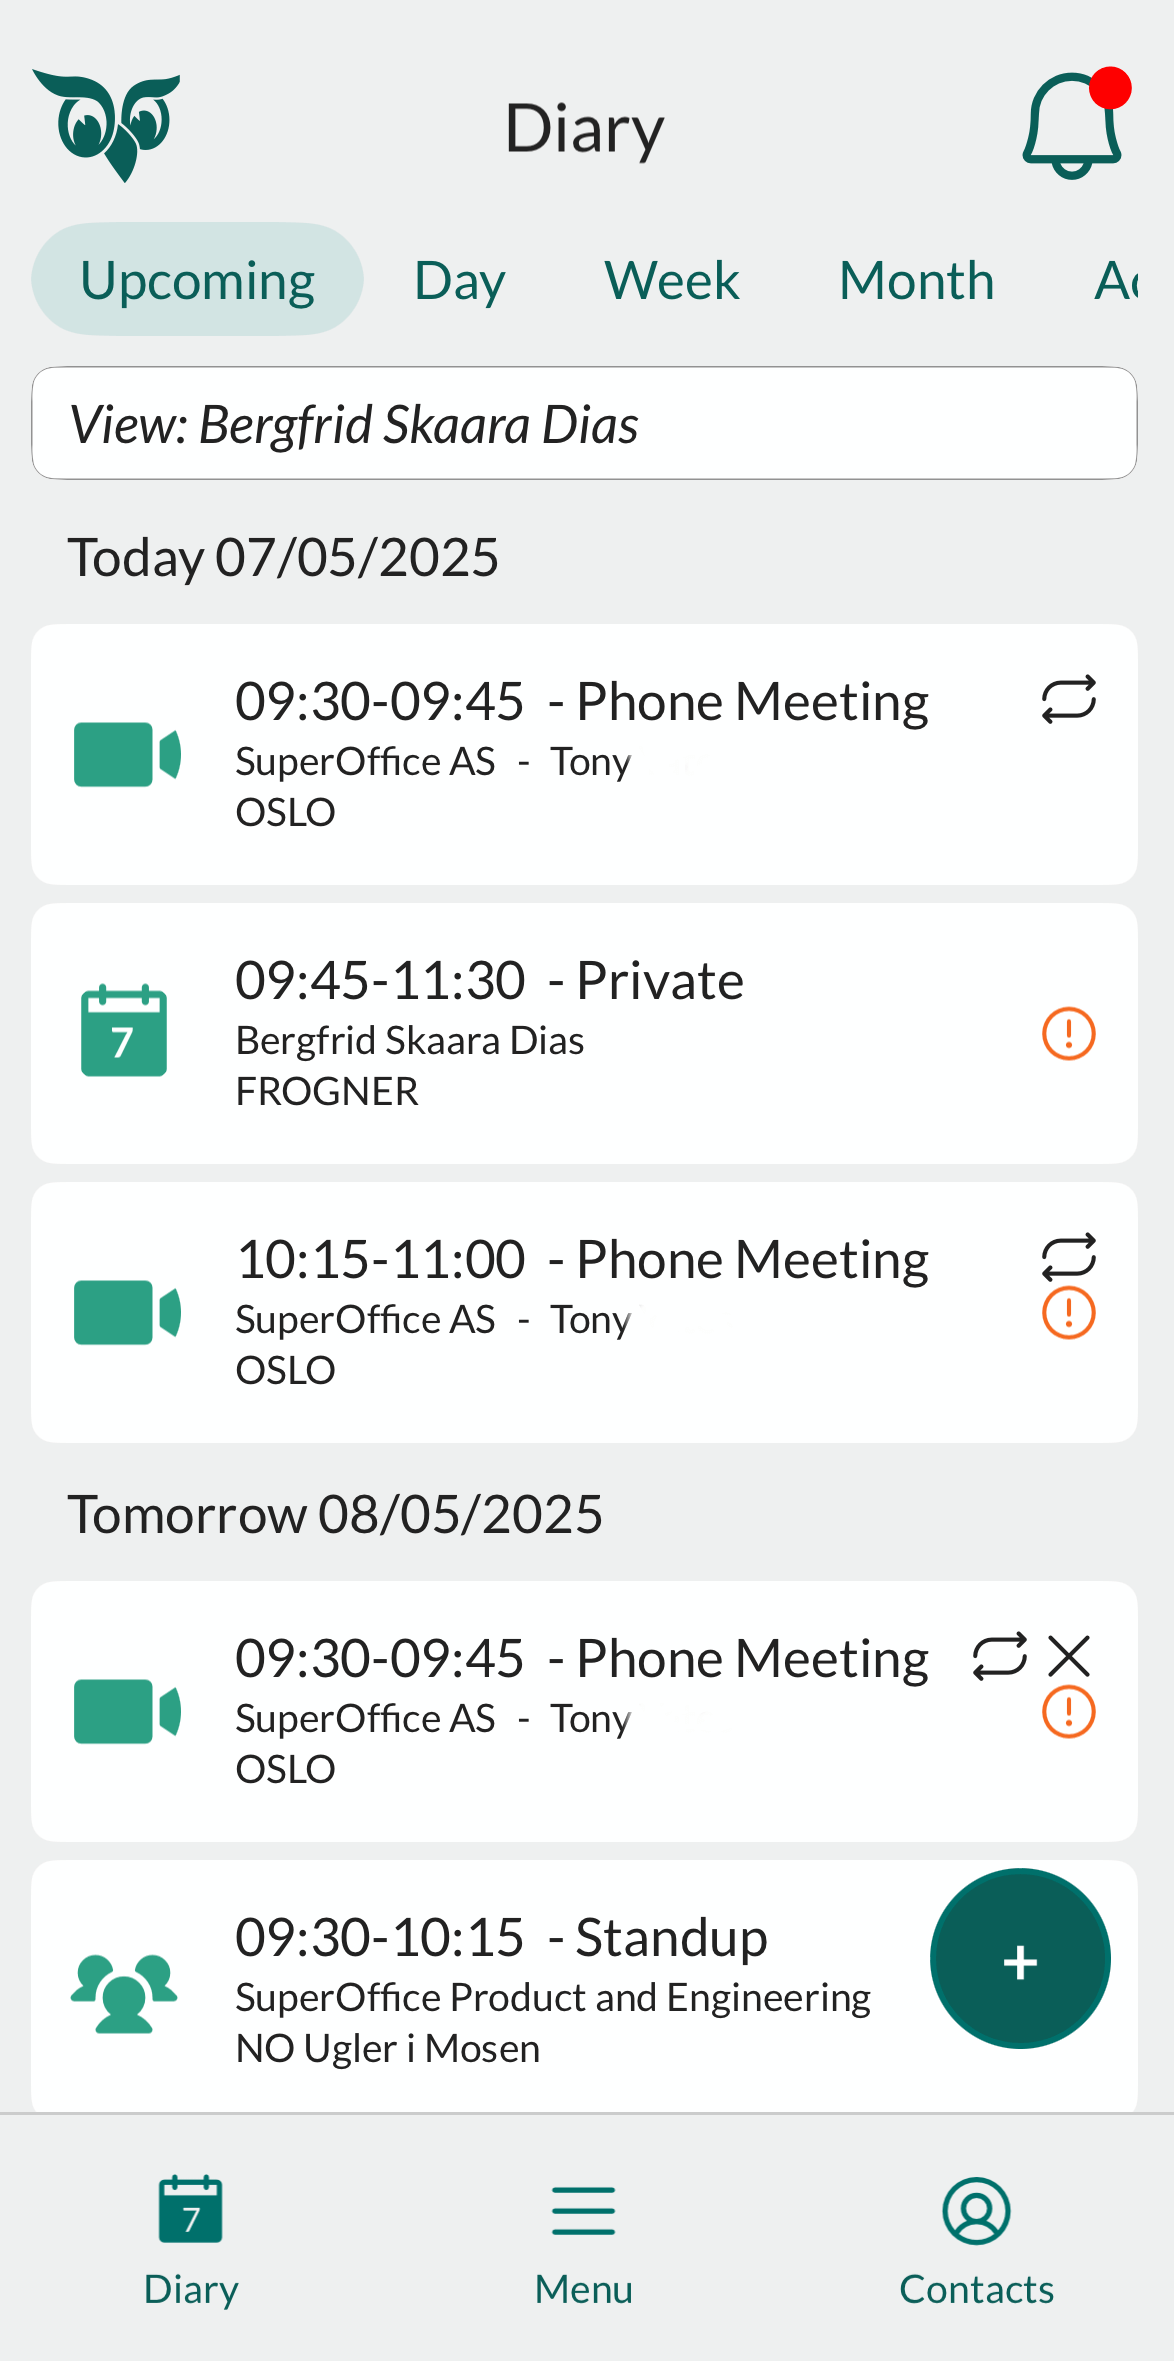 Diary
Upcoming Day Week Month
View: Bergfrid Skaara Dias
Today 07/05/2025
09:30-09:45 - Phone Meeting
SuperOffice AS - Tony
OSLO
7
09:45-11:30 - Private
Bergfrid Skaara Dias
FROGNER
10:15-11:00 - Phone Meeting
SuperOffice AS - Tony
OSLO
Tomorrow 08/05/2025
09:30-09:45 - Phone Meeting
SuperOffice AS - Tony
OSLO
09:30-10:15 - Standup
SuperOffice Product and Engineering
NO Ugler i Mosen
7
Diary Menu Contacts